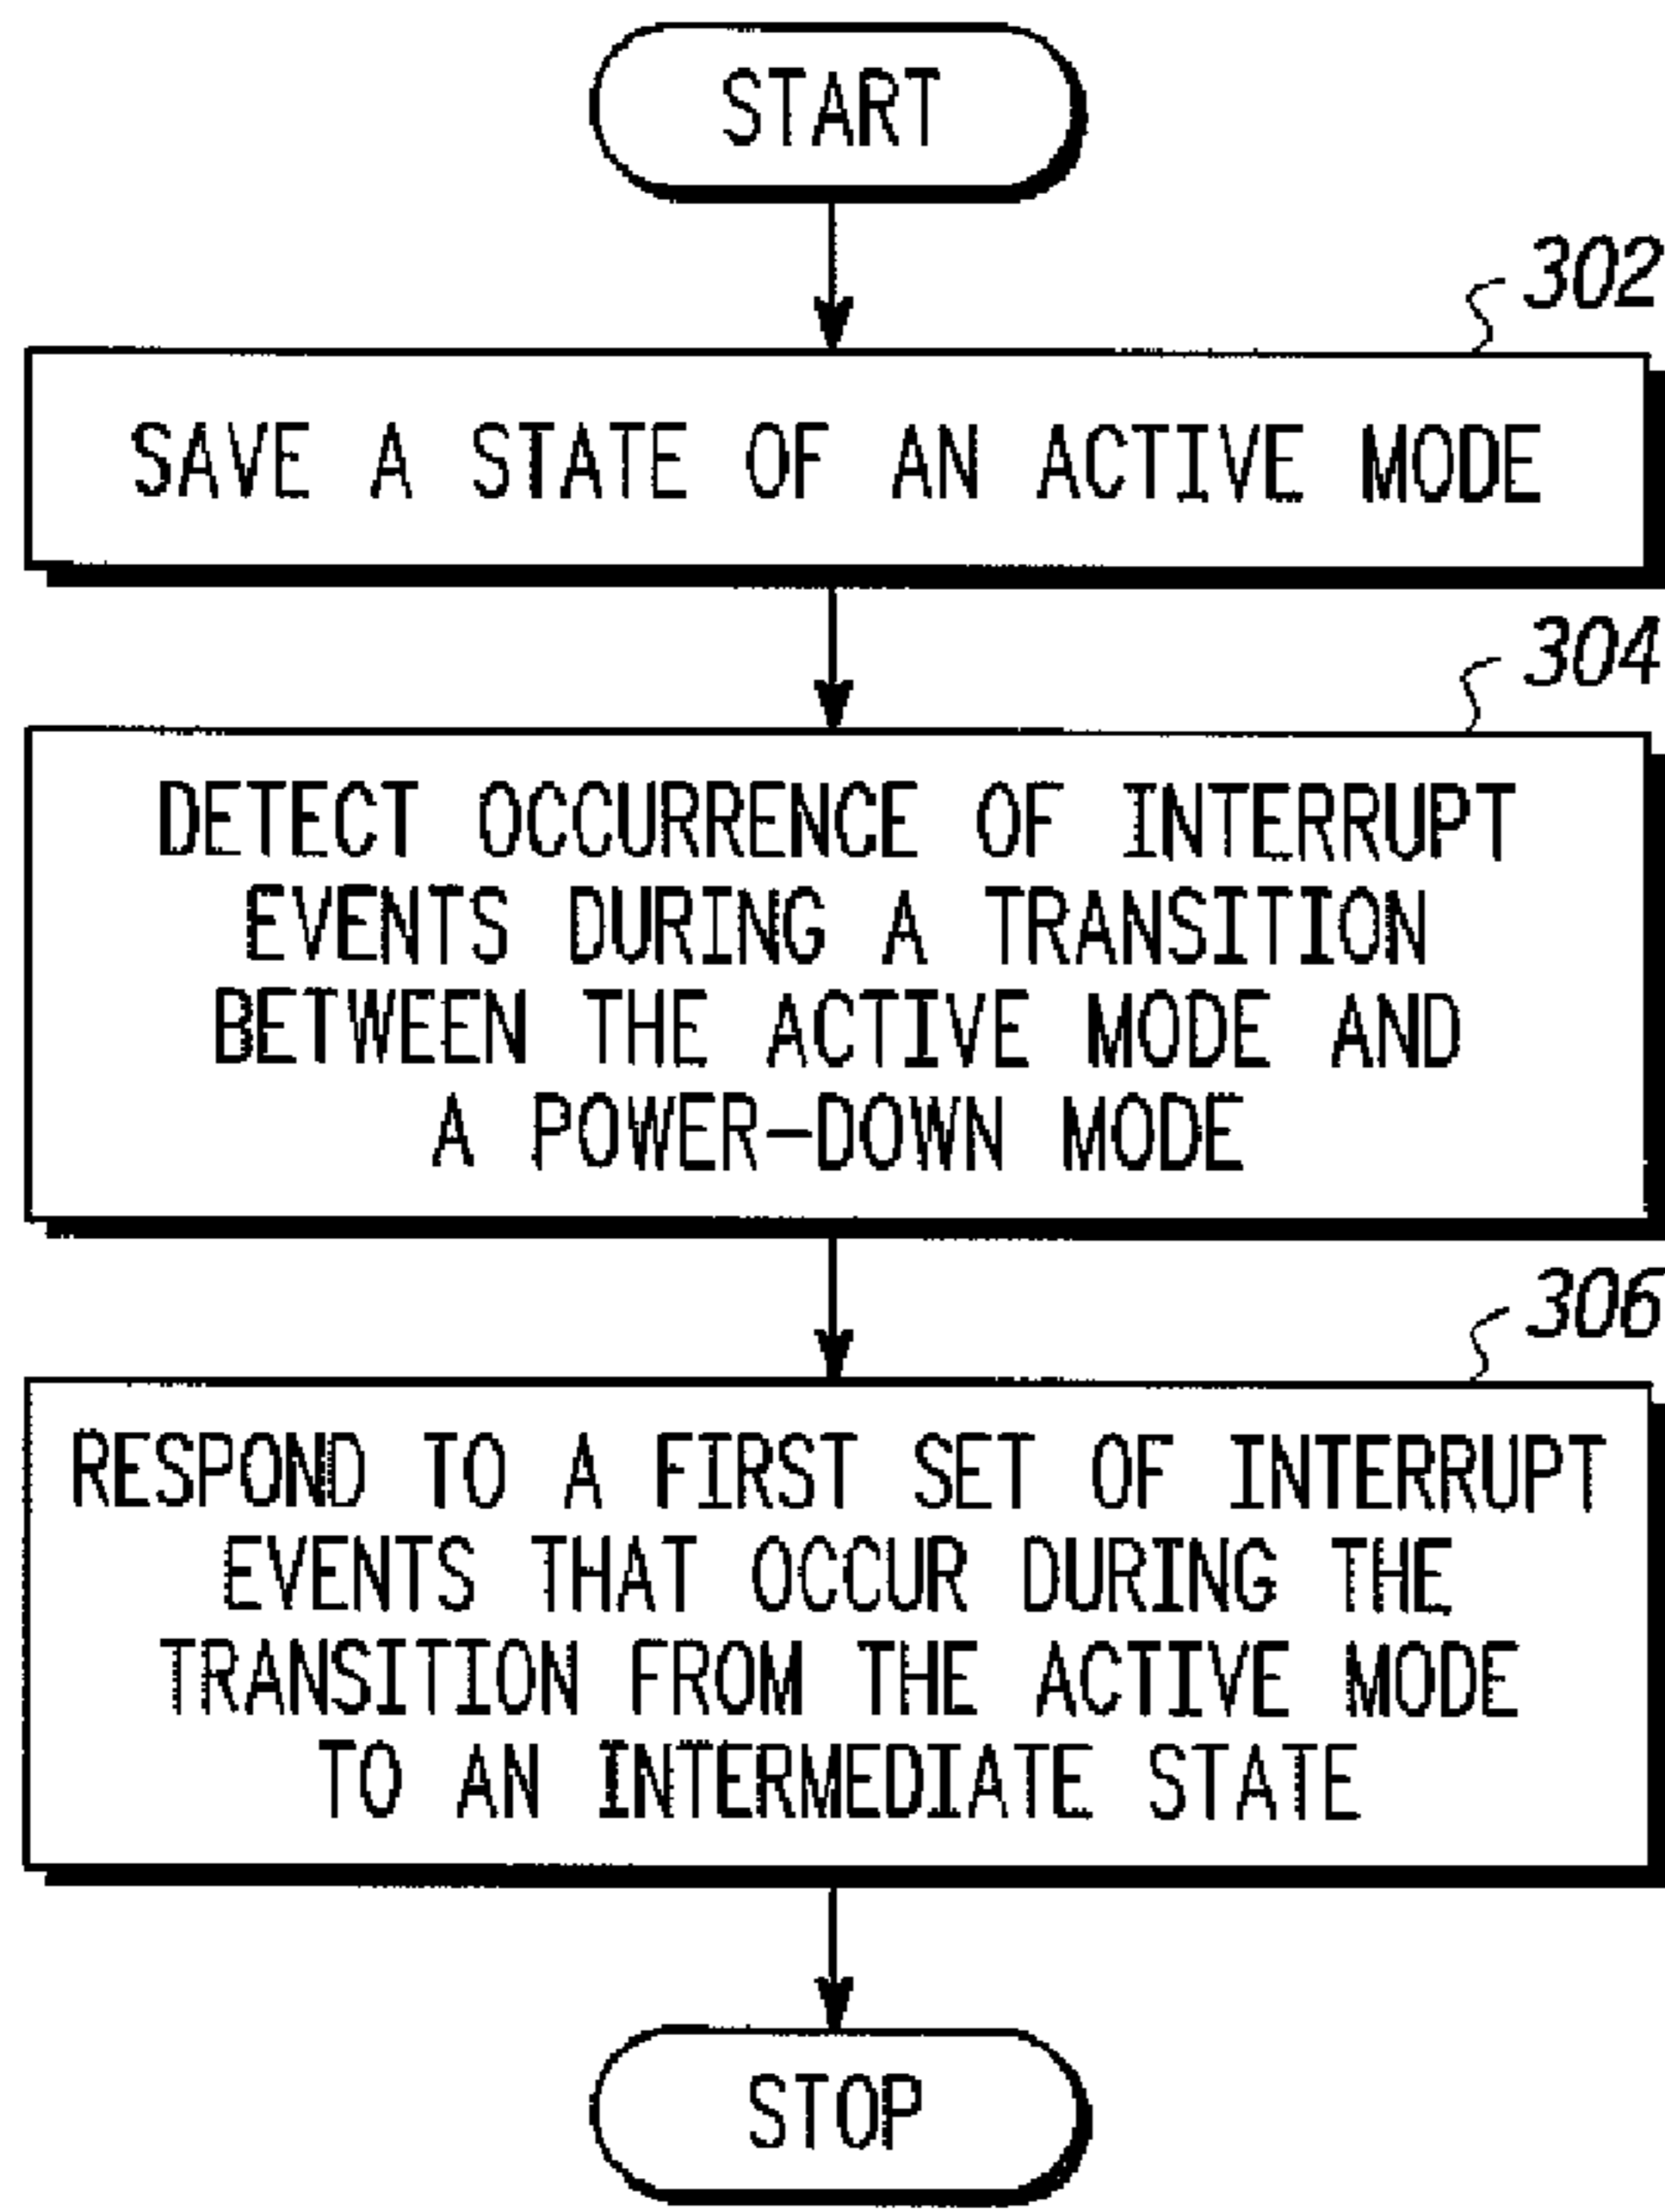 START
302
SAVE A STATE OF AN ACTIVE MODE
304
DETECT OCCURRENCE OF INTERRUPT
EVENTS DURING A TRANSITION
BETWEEN THE ACTIVE MODE AND
A POWER-DOWN MODE
306
RESPOND TO A FIRST SET OF INTERRUPT
EVENTS THAT OCCUR DURING THE
TRANSITION FROM THE ACTIVE MODE
TO AN INTERMEDIATE STATE
STOP